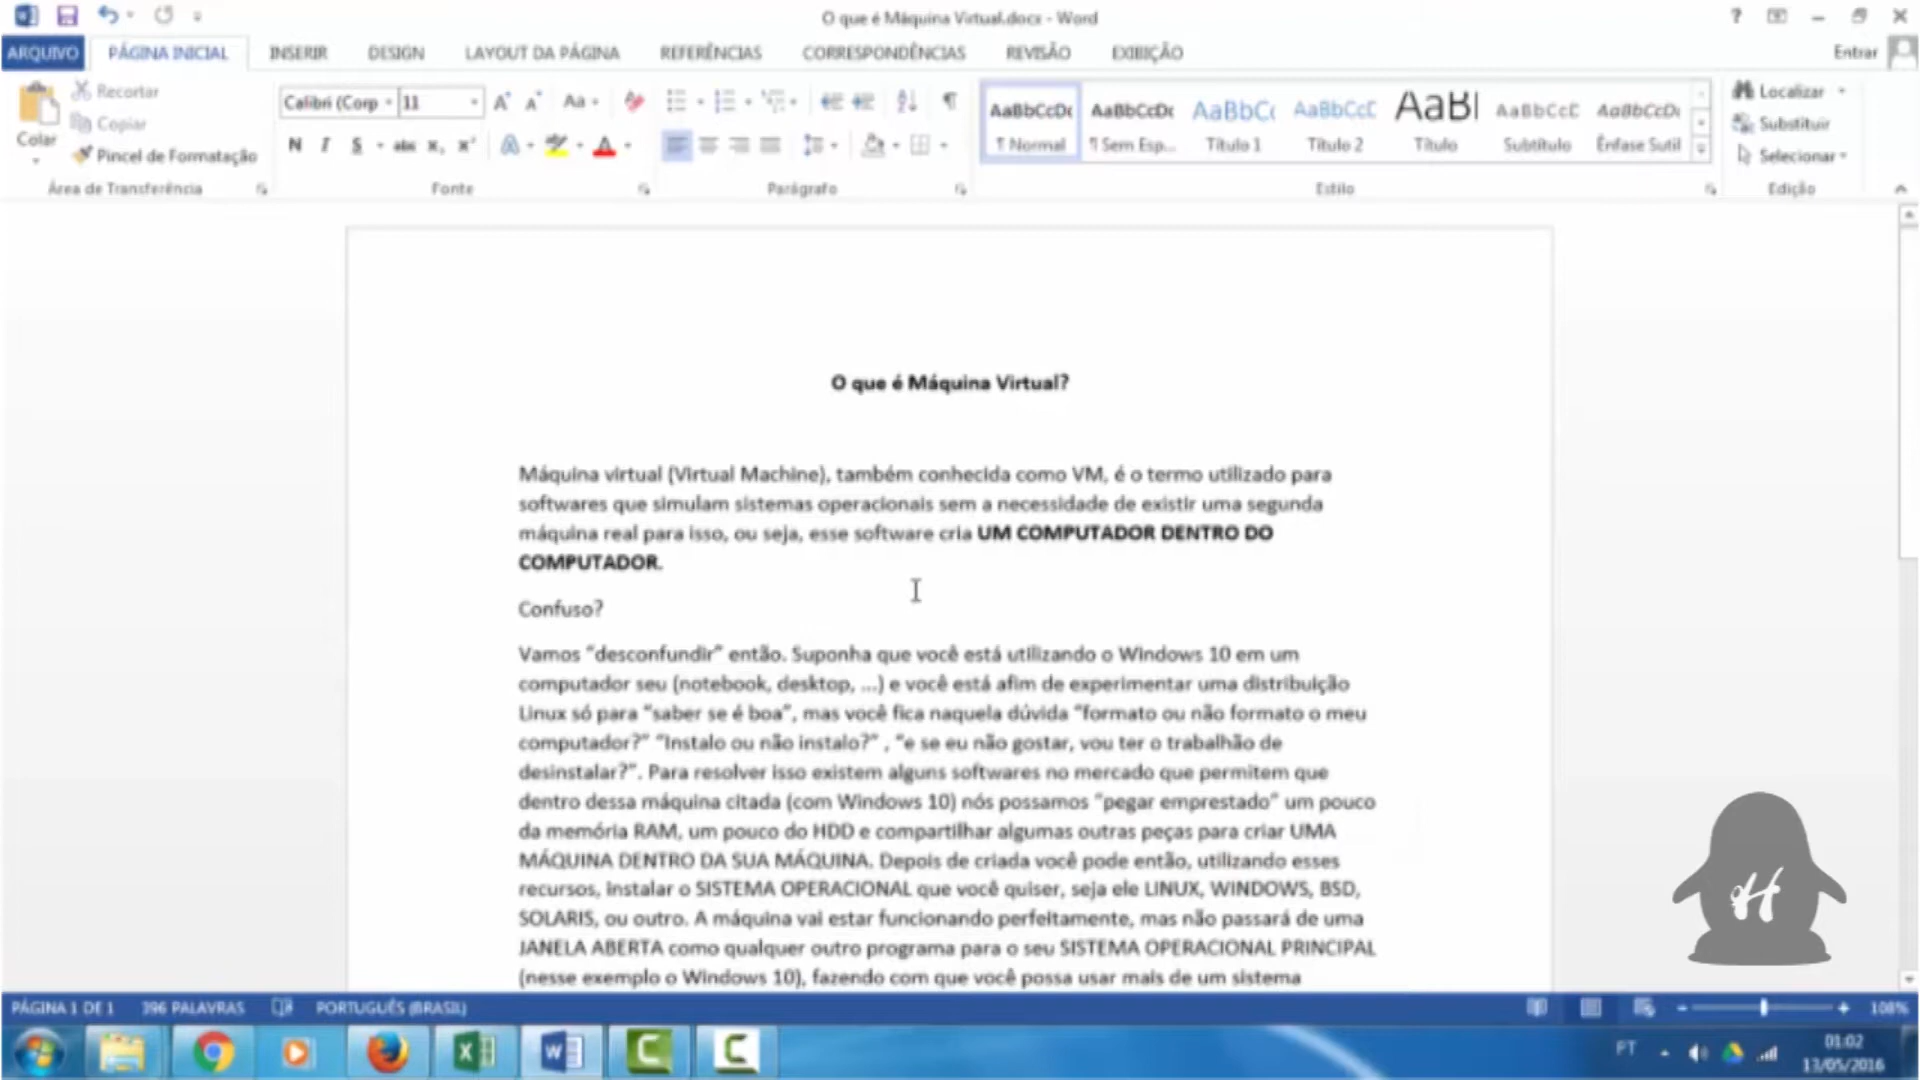 O que é Máquina Virtual.docx - Word
ARQUIVO PÁGINA INICIAL INSERIR DESIGN LAYOUT DA PÁGINA REFERÊNCIAS CORRESPONDÊNCIAS REVISÃO EXIBIÇÃO Entrar
Colar
Recortar
Copiar
Pincel de Formatação
Área de Transferência
Calibri (Corp 11
N I S abc x, x²
Fonte
Parágrafo
AaBbCcDc AaBbCcDc AaBbCc AaBbCcC AaBl AaBbCcC AaBbCcDc
¶ Normal ¶ Sem Esp... Título 1 Título 2 Título Subtítulo Ênfase Sutil
Estilo
Localizar
Substituir
Selecionar
Edição
O que é Máquina Virtual?
Máquina virtual (Virtual Machine), também conhecida como VM, é o termo utilizado para
softwares que simulam sistemas operacionais sem a necessidade de existir uma segunda
máquina real para isso, ou seja, esse software cria UM COMPUTADOR DENTRO DO
COMPUTADOR.
Confuso?
Vamos “desconfundir” então. Suponha que você está utilizando o Windows 10 em um
computador seu (notebook, desktop, ...) e você está afim de experimentar uma distribuição
Linux só para “saber se é boa”, mas você fica naquela dúvida “formato ou não formato o meu
computador?” “Instalo ou não instalo?” , “e se eu não gostar, vou ter o trabalhão de
desinstalar?”. Para resolver isso existem alguns softwares no mercado que permitem que
dentro dessa máquina citada (com Windows 10) nós possamos “pegar emprestado” um pouco
da memória RAM, um pouco do HDD e compartilhar algumas outras peças para criar UMA
MÁQUINA DENTRO DA SUA MÁQUINA. Depois de criada você pode então, utilizando esses
recursos, instalar o SISTEMA OPERACIONAL que você quiser, seja ele LINUX, WINDOWS, BSD,
SOLARIS, ou outro. A máquina vai estar funcionando perfeitamente, mas não passará de uma
JANELA ABERTA como qualquer outro programa para o seu SISTEMA OPERACIONAL PRINCIPAL
(nesse exemplo o Windows 10), fazendo com que você possa usar mais de um sistema
H
PÁGINA 1 DE 1 396 PALAVRAS PORTUGUÊS (BRASIL) 108%
PT
01:02
13/05/2016